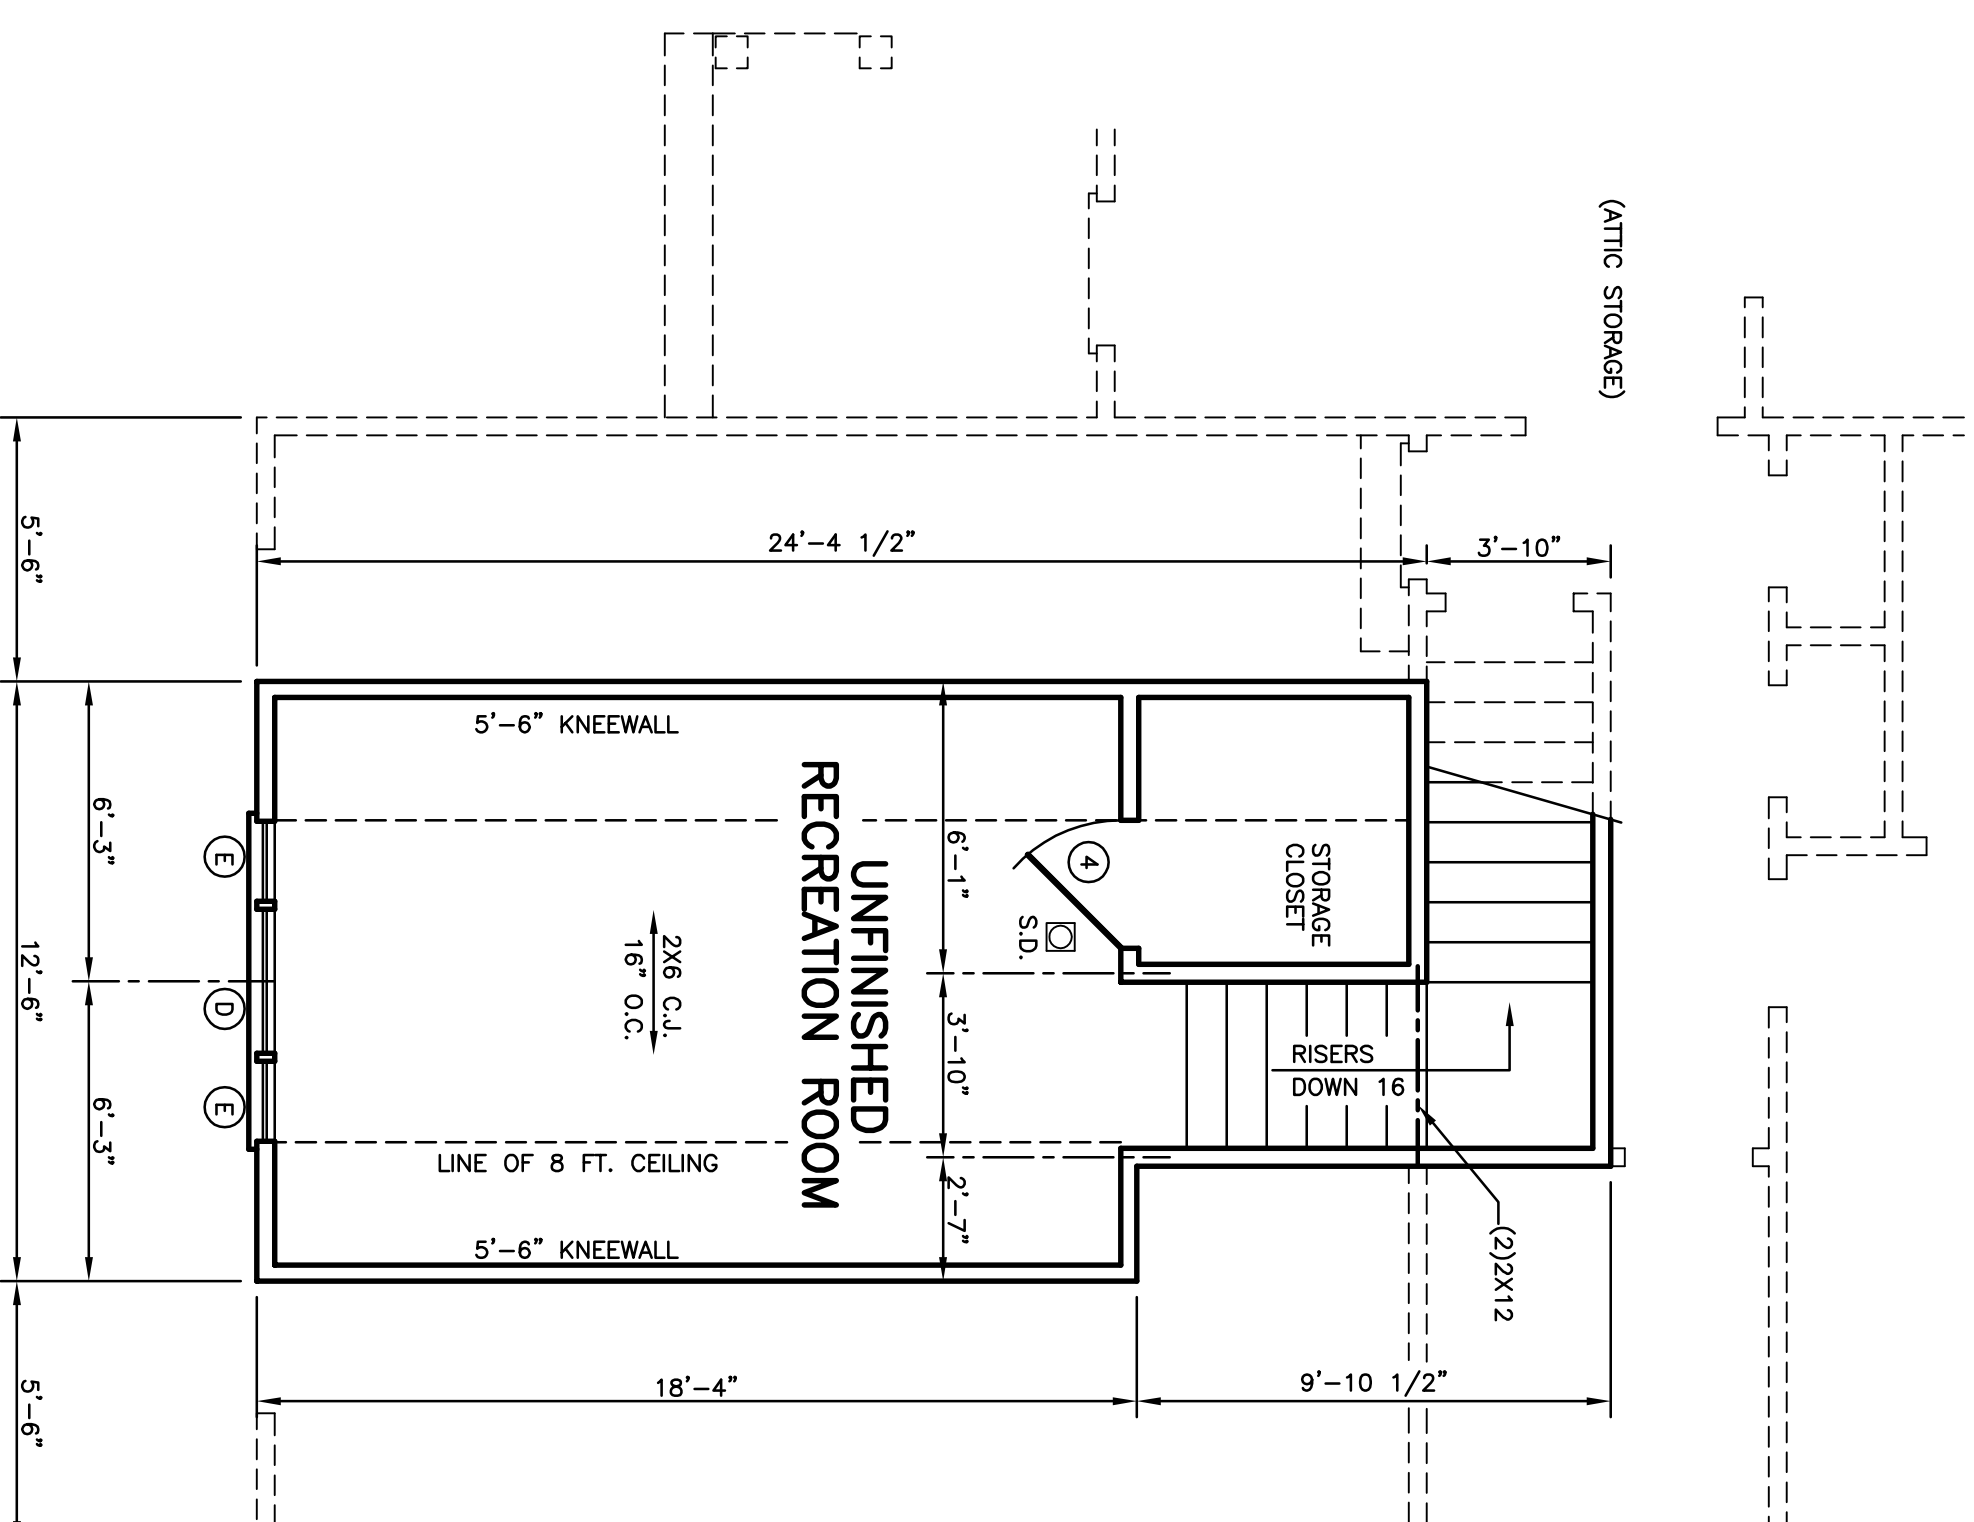 (ATTIC STORAGE)
5'-6"
24'-4 1/2"
3'-10"
5'-6" KNEEWALL
6'-3"
6'-1"
4
STORAGE
CLOSET
E
S.D.
UNFINISHED
RECREATION ROOM
2X6 C.J.
16" O.C.
12'-6"
D
3'-10"
RISERS
DOWN 16
E
6'-3"
LINE OF 8 FT. CEILING
2'-7"
5'-6" KNEEWALL
(2)2X12
18'-4"
9'-10 1/2"
5'-6"